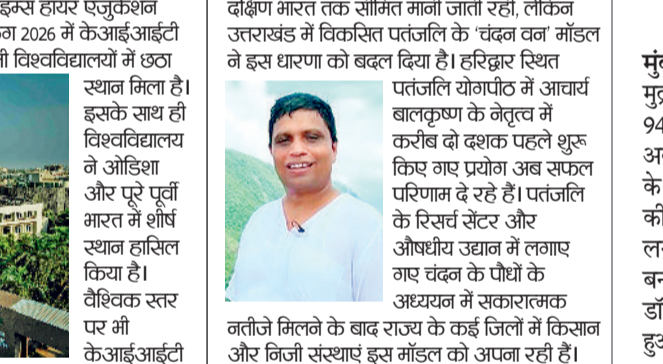 इम्स हायर एजुकेशन
ग 2026 में केआईआईटी
ी विश्वविद्यालयों में छठा
स्थान मिला है।
इसके साथ ही
विश्वविद्यालय
ने ओडिशा
और पूरे पूर्वी
भारत में शीर्ष
स्थान हासिल
किया है।
वैश्विक स्तर
पर भी
केआईआईटी
दक्षिण भारत तक सीमित मानी जाती रही, लेकिन
उत्तराखंड में विकसित पतंजलि के ‘चंदन वन’ मॉडल
ने इस धारणा को बदल दिया है। हरिद्वार स्थित
पतंजलि योगपीठ में आचार्य
बालकृष्ण के नेतृत्व में
करीब दो दशक पहले शुरू
किए गए प्रयोग अब सफल
परिणाम दे रहे हैं। पतंजलि
के रिसर्च सेंटर और
औषधीय उद्यान में लगाए
गए चंदन के पौधों के
अध्ययन में सकारात्मक
नतीजे मिलने के बाद राज्य के कई जिलों में किसान
और निजी संस्थाएं इस मॉडल को अपना रही हैं।
94
के